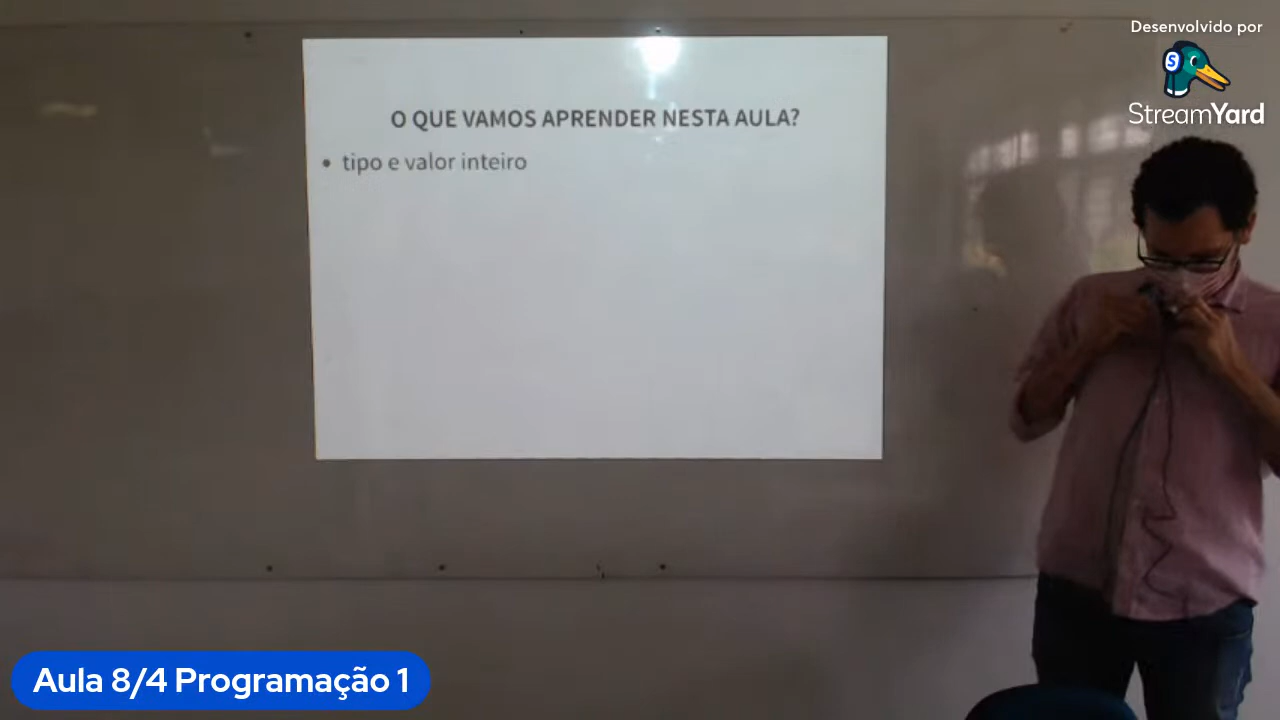 Desenvolvido por
StreamYard
O QUE VAMOS APRENDER NESTA AULA?
• tipo e valor inteiro
Aula 8/4 Programação 1